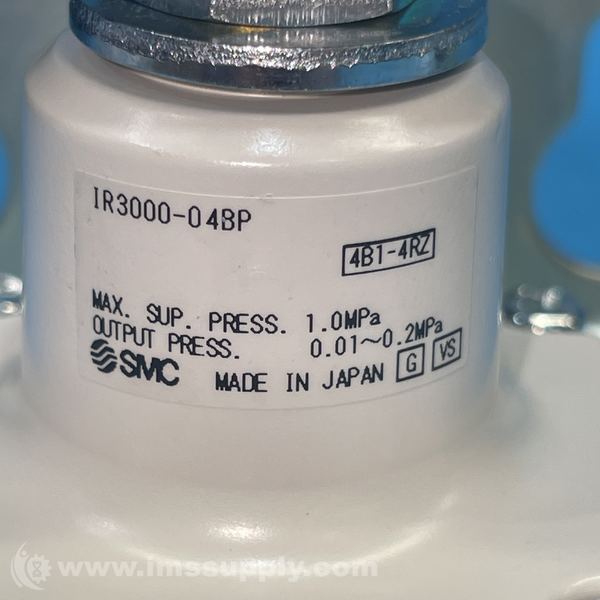 IR3000-04BP
4B1-4RZ
MAX. SUP. PRESS. 1.0MPa
OUTPUT PRESS. 0.01~0.2MPa
SMC MADE IN JAPAN G VS
www.imssupply.com